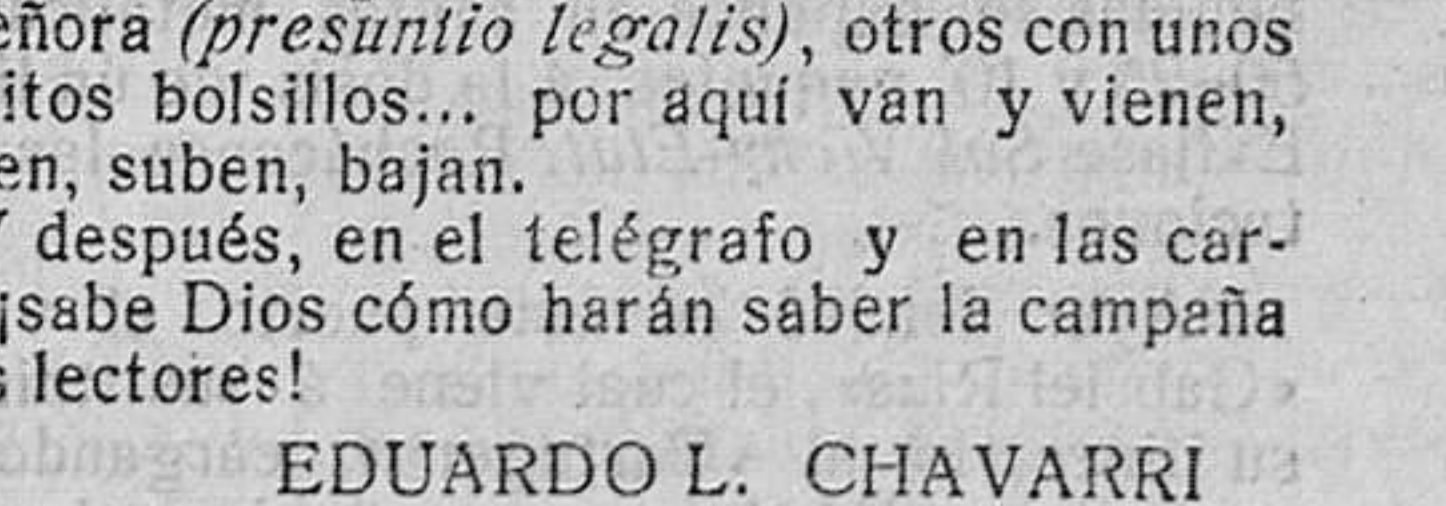 eñora (presuntio legalis), otros con unos
itos bolsillos... por aquí van y vienen,
en, suben, bajan.
Y después, en el telégrafo y en las car-
¡sabe Dios cómo harán saber la campaña
s lectores!
EDUARDO L. CHAVARRI